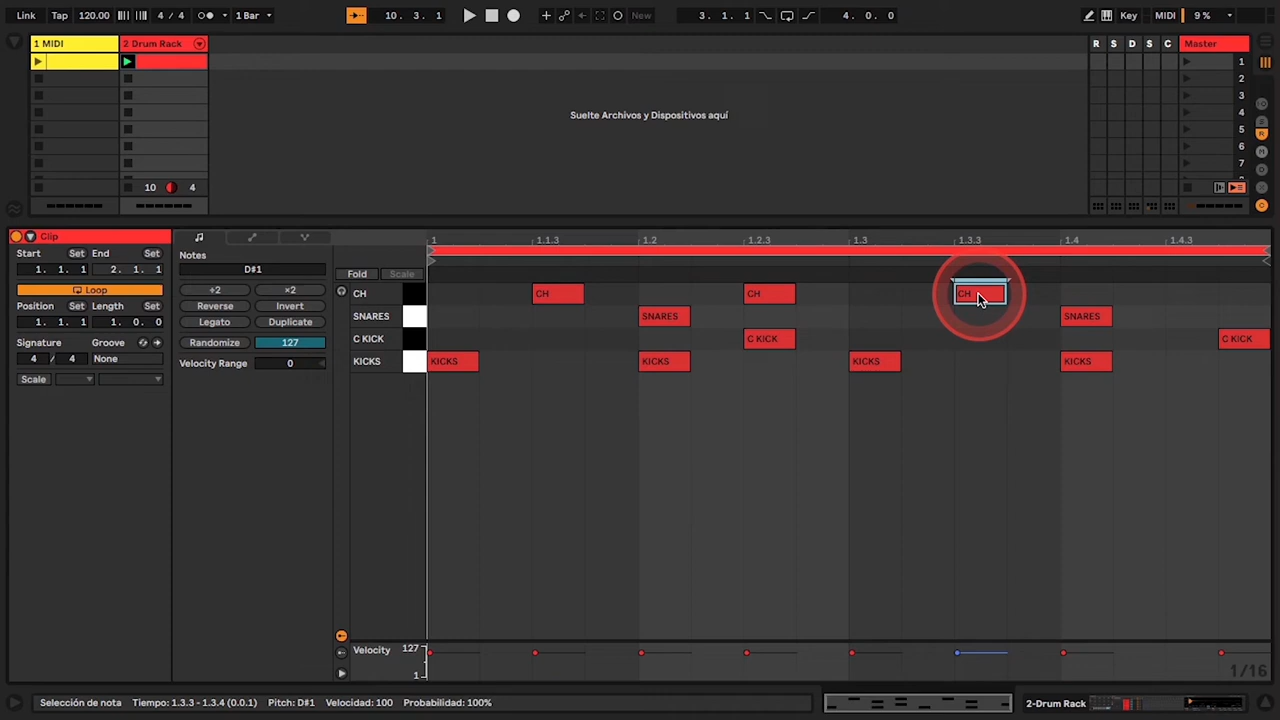 Link Tap 120.00 4 / 4 1 Bar 10. 3. 1 New 3. 1. 1 4. 0. 0 Key MIDI 9 %
1 MIDI 2 Drum Rack R S D S C Master
1
2
3
Suelte Archivos y Dispositivos aquí 4
5
6
7
10 4
Clip
Start Set End Set Notes 1 1.1.3 1.2 1.2.3 1.3 1.3.3 1.4 1.4.3
1. 1. 1 2. 1. 1 D#1
Loop ÷2 ×2 Fold Scale
Position Set Length Set Reverse Invert CH CH CH CH
1. 1. 1 1. 0. 0 Legato Duplicate SNARES SNARES SNARES
Signature Groove
4 / 4 None Randomize 127 C KICK C KICK C KICK
Velocity Range 0 KICKS KICKS KICKS KICKS KICKS
Scale
Velocity 127
1 1/16
Selección de nota Tiempo: 1.3.3 - 1.3.4 (0.0.1) Pitch: D#1 Velocidad: 100 Probabilidad: 100% 2-Drum Rack